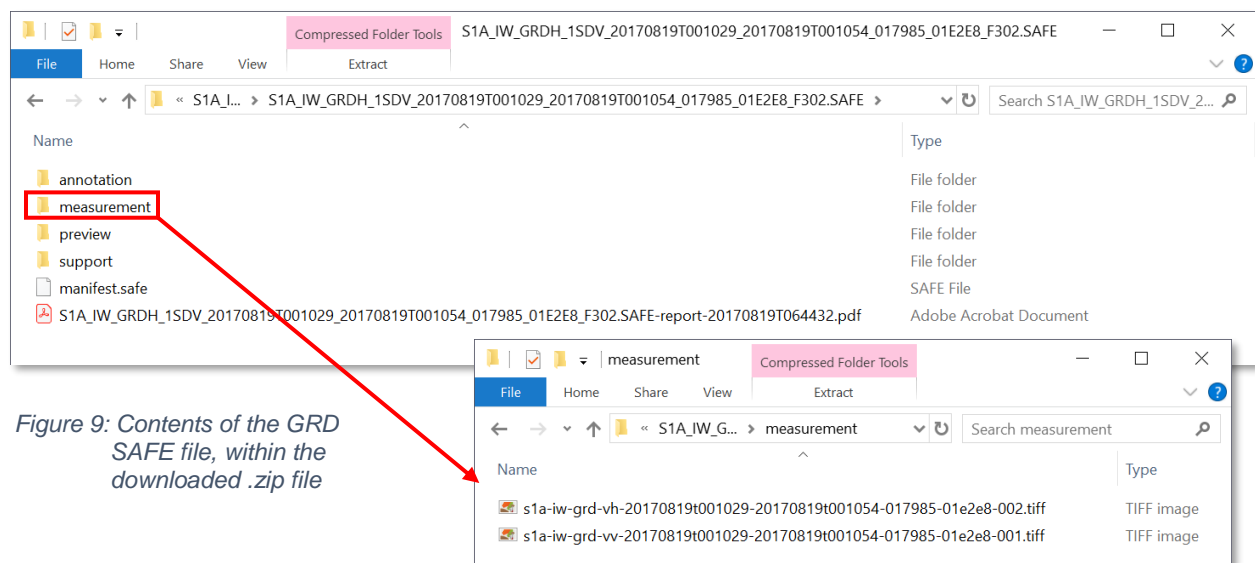 Compressed Folder Tools S1A_IW_GRDH_1SDV_20170819T001029_20170819T001054_017985_01E2E8_F302.SAFE
File Home Share View Extract
« S1A_I... > S1A_IW_GRDH_1SDV_20170819T001029_20170819T001054_017985_01E2E8_F302.SAFE > Search S1A_IW_GRDH_1SDV_2...
Name Type
annotation File folder
measurement File folder
preview File folder
support File folder
manifest.safe SAFE File
S1A_IW_GRDH_1SDV_20170819T001029_20170819T001054_017985_01E2E8_F302.SAFE-report-20170819T064432.pdf Adobe Acrobat Document
measurement Compressed Folder Tools
File Home Share View Extract
« S1A_IW_G... > measurement Search measurement
Name Type
s1a-iw-grd-vh-20170819t001029-20170819t001054-017985-01e2e8-002.tiff TIFF image
s1a-iw-grd-vv-20170819t001029-20170819t001054-017985-01e2e8-001.tiff TIFF image
Figure 9: Contents of the GRD
SAFE file, within the
downloaded .zip file